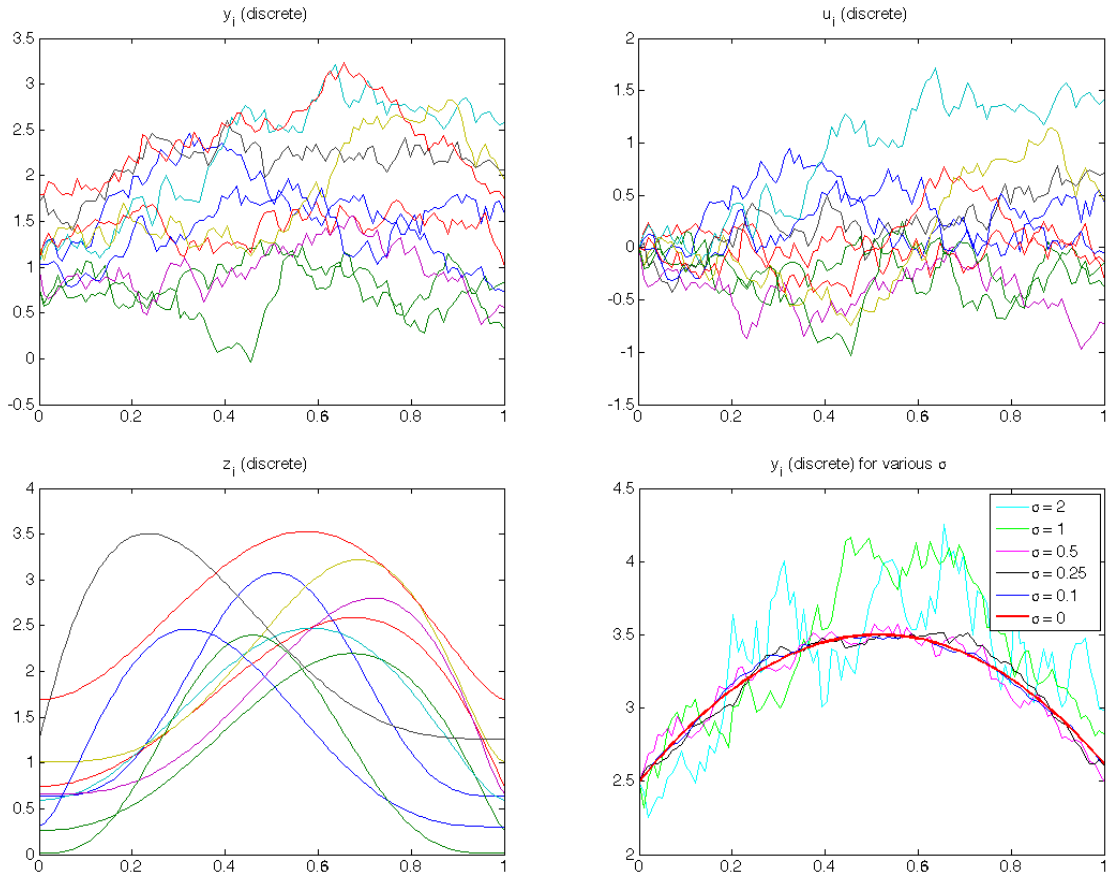 y_i (discrete)
3.5
3
2.5
2
1.5
1
0.5
0
-0.5
0 0.2 0.4 0.6 0.8 1
u_i (discrete)
2
1.5
1
0.5
0
-0.5
-1
-1.5
0 0.2 0.4 0.6 0.8 1
z_i (discrete)
4
3.5
3
2.5
2
1.5
1
0.5
0
0 0.2 0.4 0.6 0.8 1
y_i (discrete) for various σ
4.5
4
3.5
3
2.5
2
0 0.2 0.4 0.6 0.8 1
σ = 2
σ = 1
σ = 0.5
σ = 0.25
σ = 0.1
σ = 0